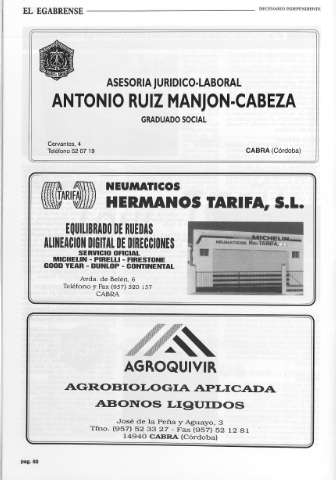 EL EGABRENSE
DECENARIO INDEPENDIENTE
ASESORIA JURIDICO-LABORAL
ANTONIO RUIZ MANJON-CABEZA
GRADUADO SOCIAL
Cervantes, 4
Teléfono 52 07 19
CABRA (Córdoba)
TARIFA
NEUMATICOS
HERMANOS TARIFA, S.L.
EQUILIBRADO DE RUEDAS
ALINEACION DIGITAL DE DIRECCIONES
SERVICIO OFICIAL
MICHELIN - PIRELLI - FIRESTONE
GOOD YEAR - DUNLOP - CONTINENTAL
Avda. de Belén, 6
Teléfono y Fax (957) 520 157
CABRA
MICHELIN
NEUMATICOS Hn. TARIFA
AGROQUIVIR
AGROBIOLOGIA APLICADA
ABONOS LIQUIDOS
José de la Peña y Aguayo, 3
Tfno. (957) 52 33 27 - Fax (957) 52 12 81
14940 CABRA (Córdoba)